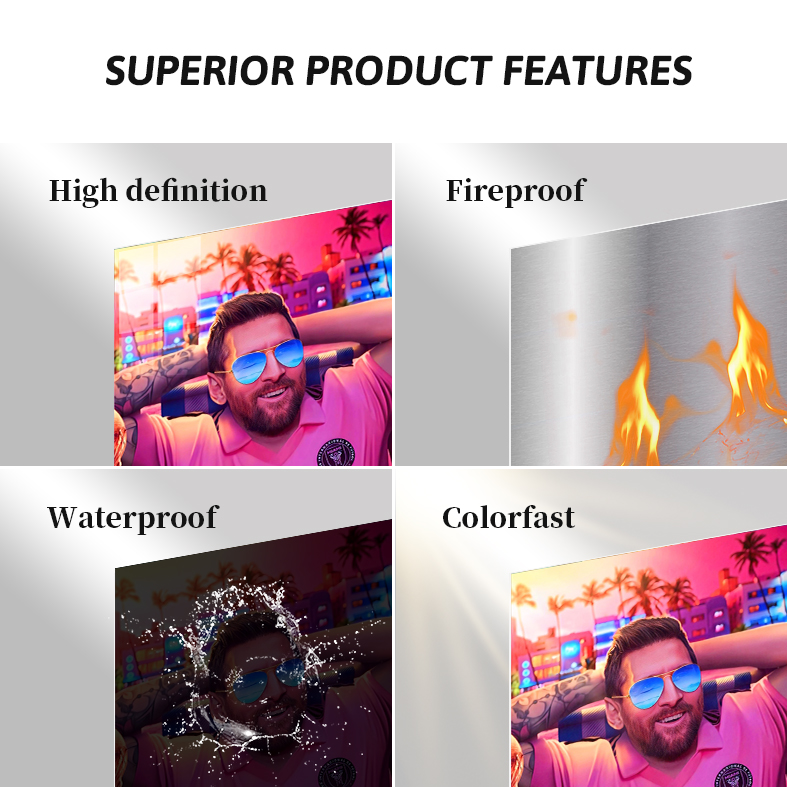 SUPERIOR PRODUCT FEATURES
High definition
Fireproof
Waterproof
Colorfast